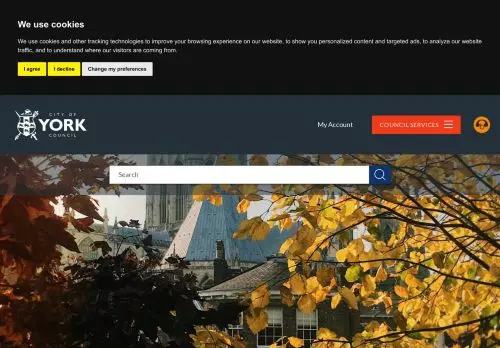 We use cookies
We use cookies and other tracking technologies to improve your browsing experience on our website, to show you personalized content and targeted ads, to analyze our website
traffic, and to understand where our visitors are coming from.
I agree
I decline
Change my preferences
CITY OF
YORK
COUNCIL
My Account
COUNCIL SERVICES
Search